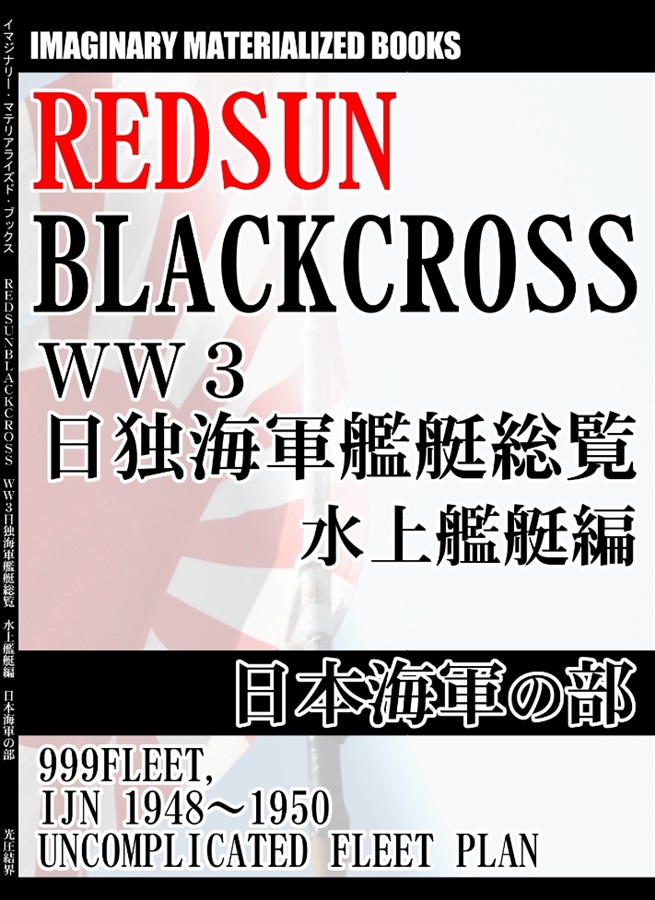 IMAGINARY MATERIALIZED BOOKS
REDSUN
BLACKCROSS
WW3
日独海軍艦艇総覧
水上艦艇編
日本海軍の部
999FLEET,
IJN 1948～1950
UNCOMPLICATED FLEET PLAN
イマジナリー・マテリアライズド・ブックス REDSUNBLACKCROSS WW3日独海軍艦艇総覧 水上艦艇編 日本海軍の部 光圧結界